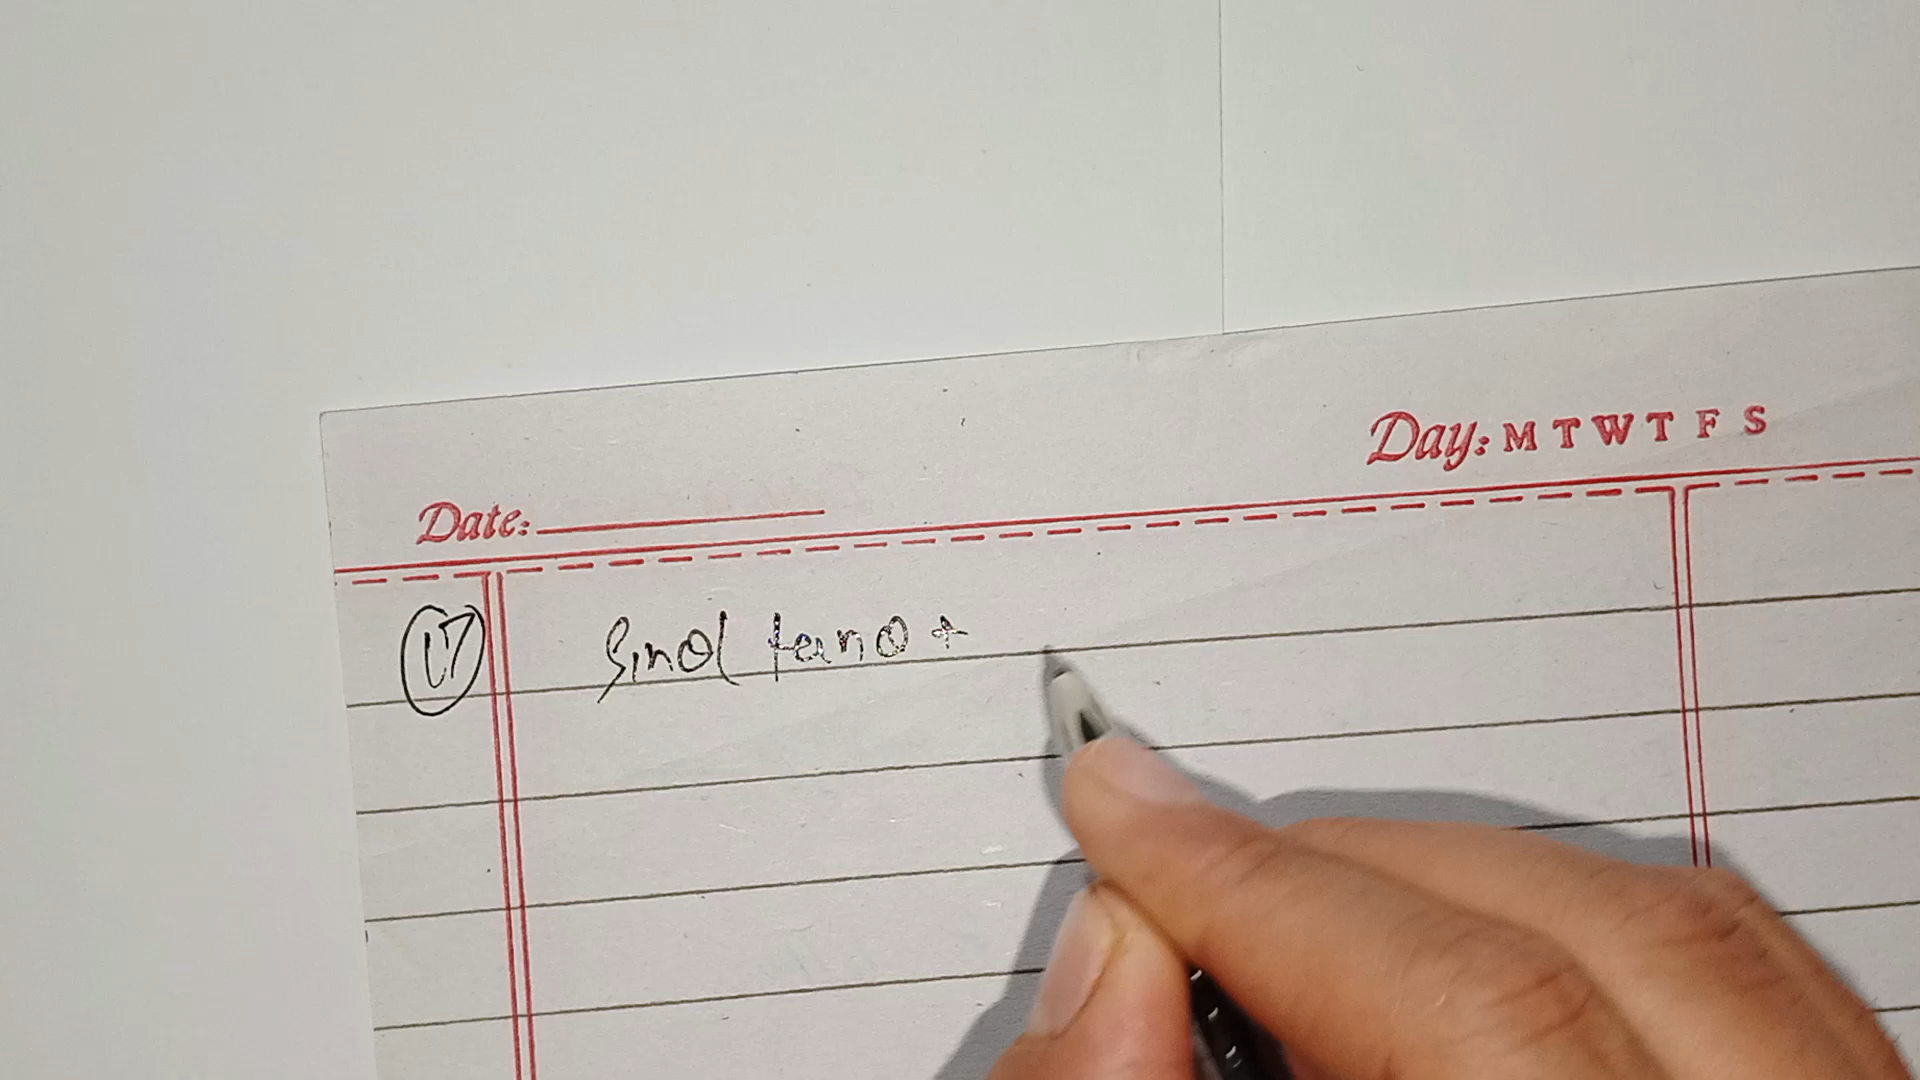 Day: M T W T F S
Date:
17 Sinθ tanθ +